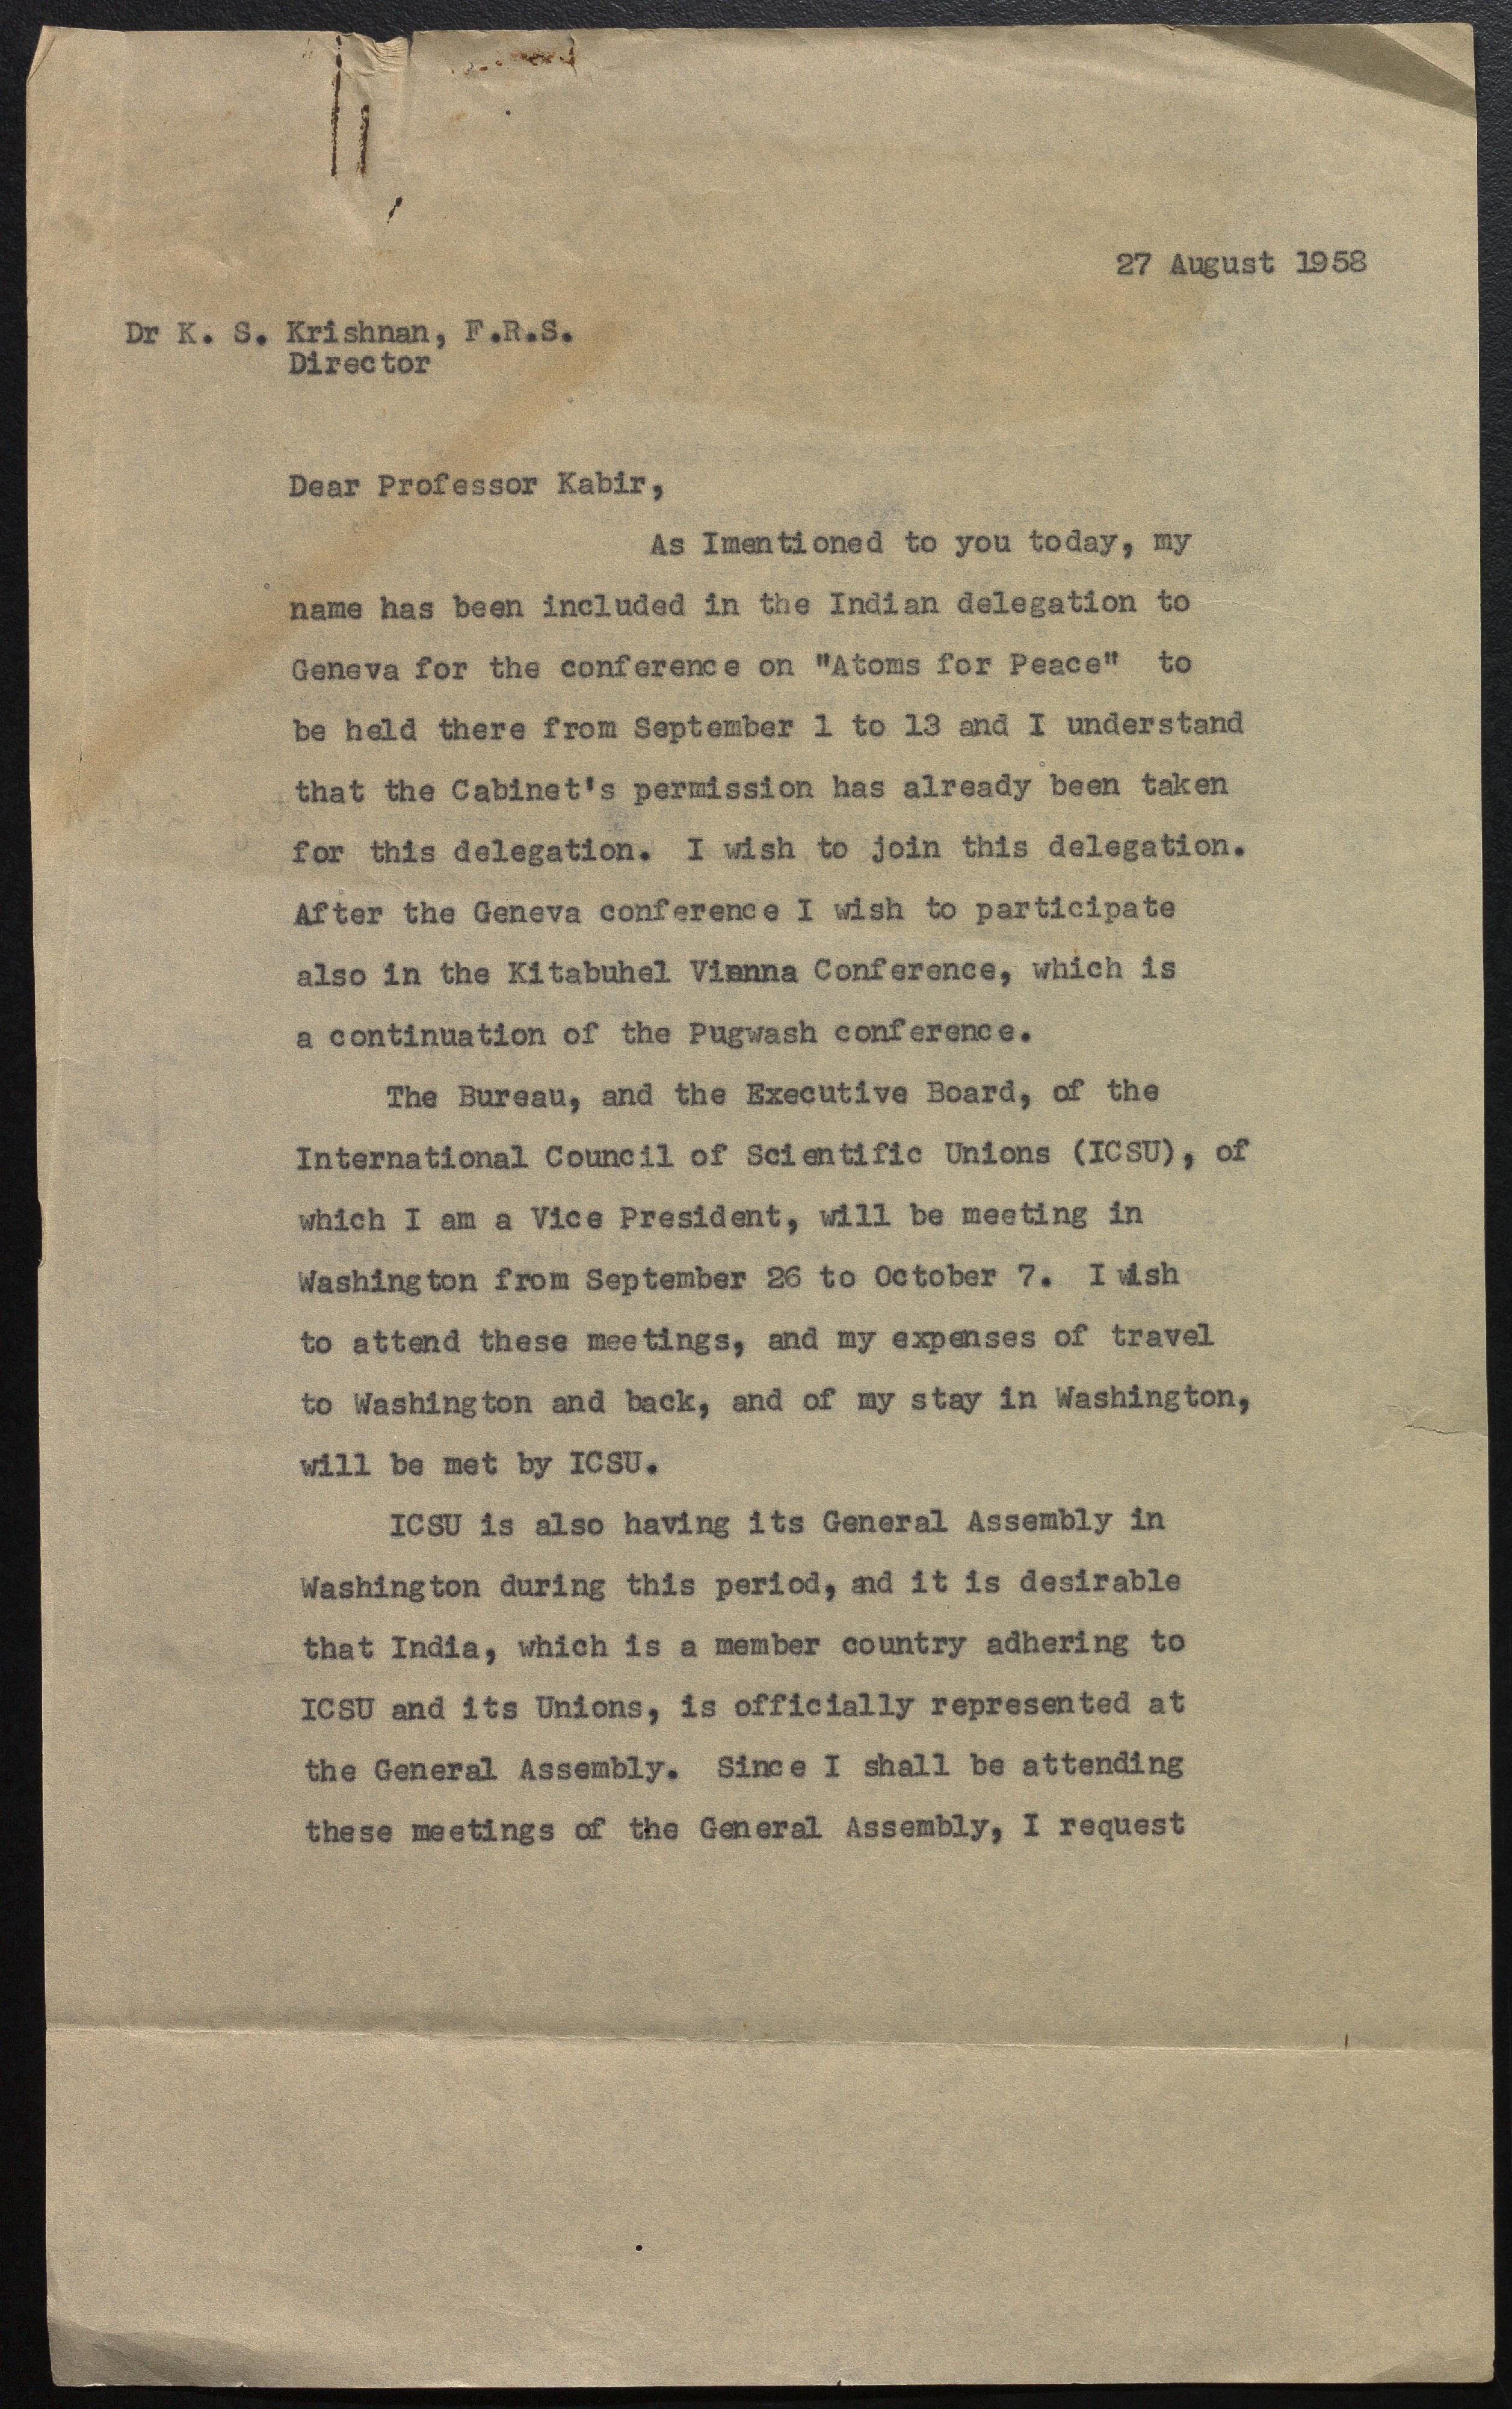 27 August 1958
Dr K. S. Krishnan, F.R.S.
Director
Dear Professor Kabir,
As Imentioned to you today, my
name has been included in the Indian delegation to
Geneva for the conference on "Atoms for Peace" to
be held there from September 1 to 13 and I understand
that the Cabinet's permission has already been taken
for this delegation. I wish to join this delegation.
After the Geneva conference I wish to participate
also in the Kitabuhel Vienna Conference, which is
a continuation of the Pugwash conference.
The Bureau, and the Executive Board, of the
International Council of Scientific Unions (ICSU), of
which I am a Vice President, will be meeting in
Washington from September 26 to October 7. I wish
to attend these meetings, and my expenses of travel
to Washington and back, and of my stay in Washington,
will be met by ICSU.
ICSU is also having its General Assembly in
Washington during this period, and it is desirable
that India, which is a member country adhering to
ICSU and its Unions, is officially represented at
the General Assembly. Since I shall be attending
these meetings of the General Assembly, I request